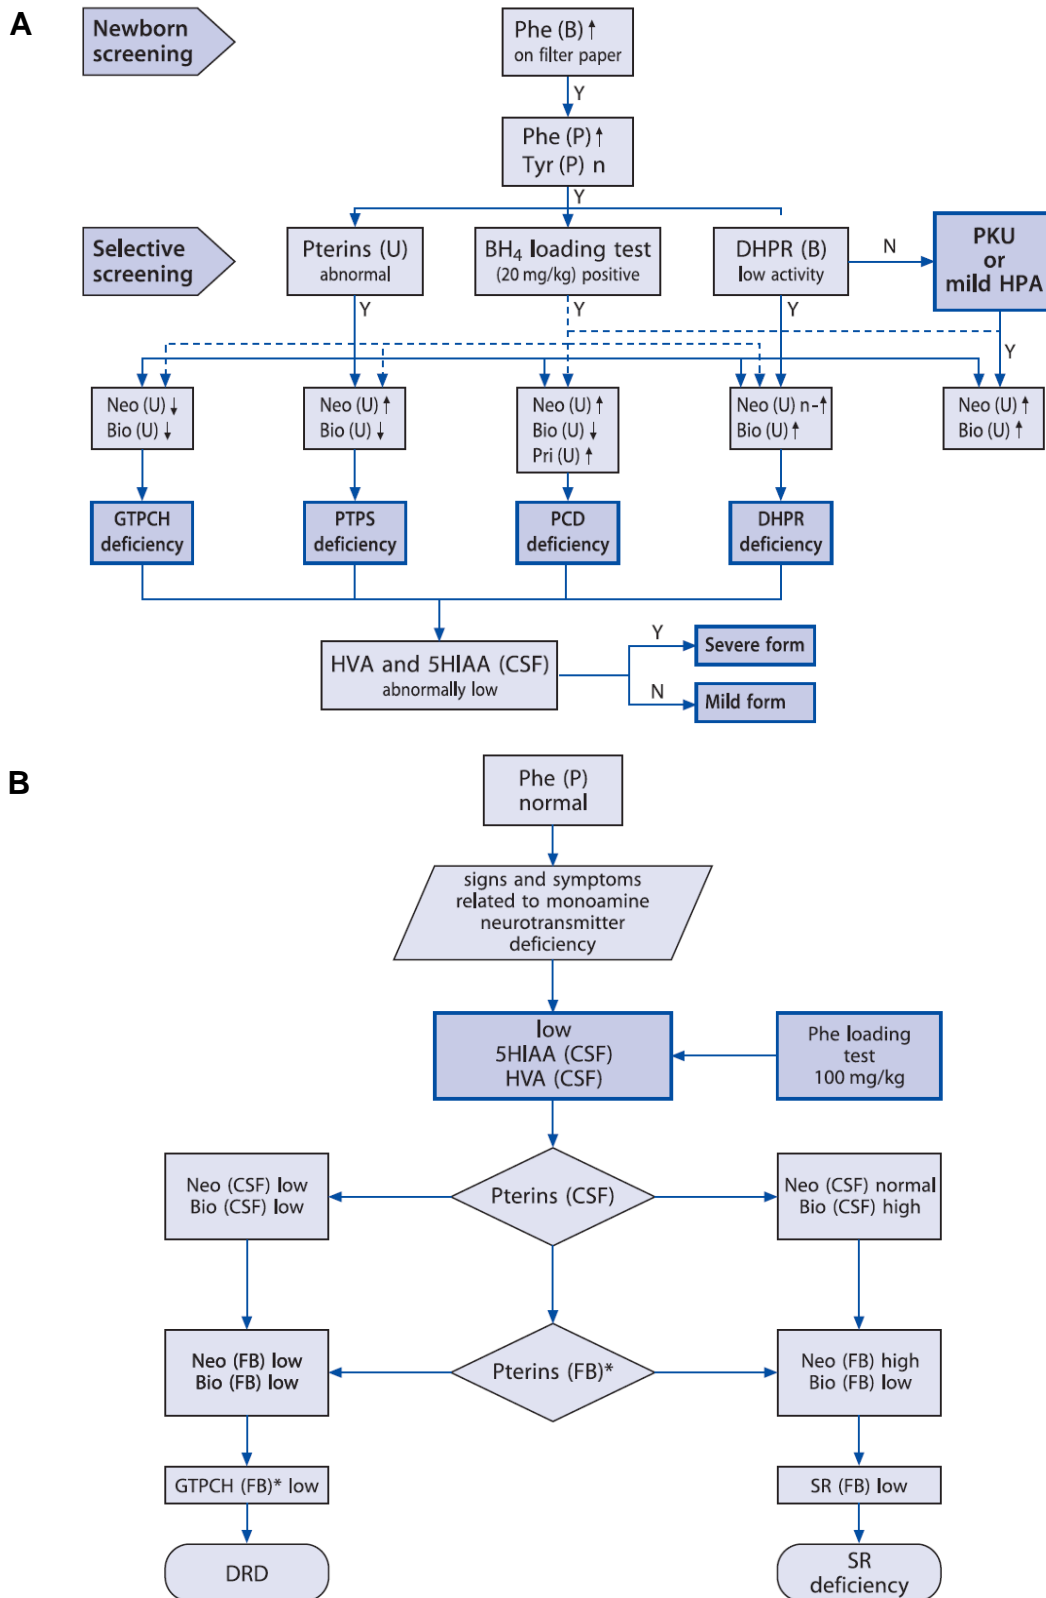 A
Newborn
screening
Phe (B) ↑
on filter paper
Y
Phe (P) ↑
Tyr (P) n
Y
Selective
screening
Pterins (U)
abnormal
BH₄ loading test
(20 mg/kg) positive
DHPR (B)
low activity
N
PKU
or
mild HPA
Y
Y
Y
Y
Neo (U) ↓
Bio (U) ↓
Neo (U) ↑
Bio (U) ↓
Neo (U) ↑
Bio (U) ↓
Pri (U) ↑
Neo (U) n-↑
Bio (U) ↑
Neo (U) ↑
Bio (U) ↑
GTPCH
deficiency
PTPS
deficiency
PCD
deficiency
DHPR
deficiency
HVA and 5HIAA (CSF)
abnormally low
Y
Severe form
N
Mild form
B
Phe (P)
normal
signs and symptoms
related to monoamine
neurotransmitter
deficiency
low
5HIAA (CSF)
HVA (CSF)
Phe loading
test
100 mg/kg
Neo (CSF) low
Bio (CSF) low
Pterins (CSF)
Neo (CSF) normal
Bio (CSF) high
Neo (FB) low
Bio (FB) low
Pterins (FB)*
Neo (FB) high
Bio (FB) low
GTPCH (FB)* low
SR (FB) low
DRD
SR
deficiency